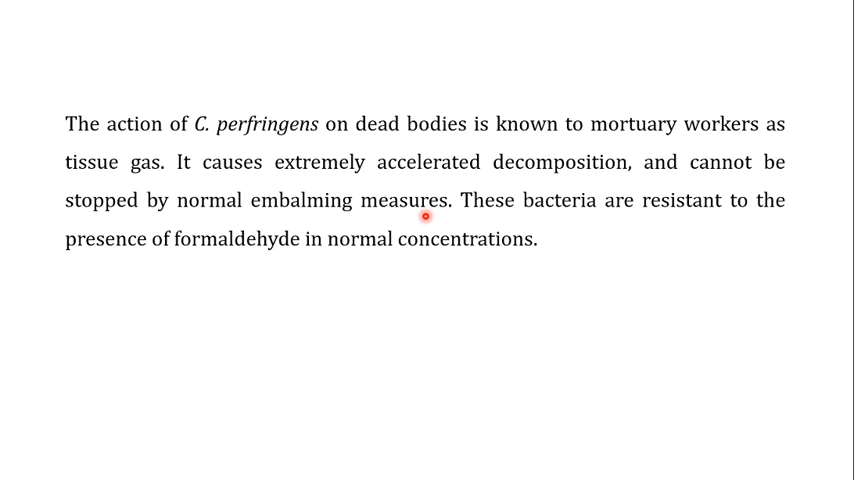 The action of C. perfringens on dead bodies is known to mortuary workers as
tissue gas. It causes extremely accelerated decomposition, and cannot be
stopped by normal embalming measures. These bacteria are resistant to the
presence of formaldehyde in normal concentrations.